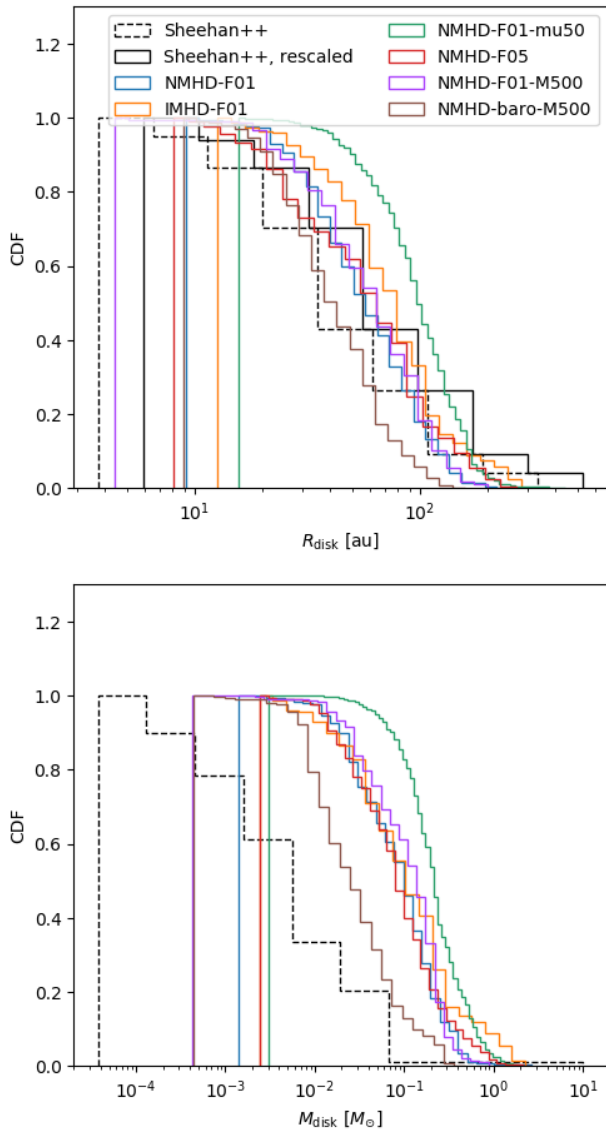 1.2
1.0
0.8
0.6
0.4
0.2
0.0
CDF
Sheehan++
Sheehan++, rescaled
NMHD-F01
IMHD-F01
NMHD-F01-mu50
NMHD-F05
NMHD-F01-M500
NMHD-baro-M500
10¹ 10²
R_disk [au]
1.2
1.0
0.8
0.6
0.4
0.2
0.0
CDF
10⁻⁴ 10⁻³ 10⁻² 10⁻¹ 10⁰ 10¹
M_disk [M_⊙]